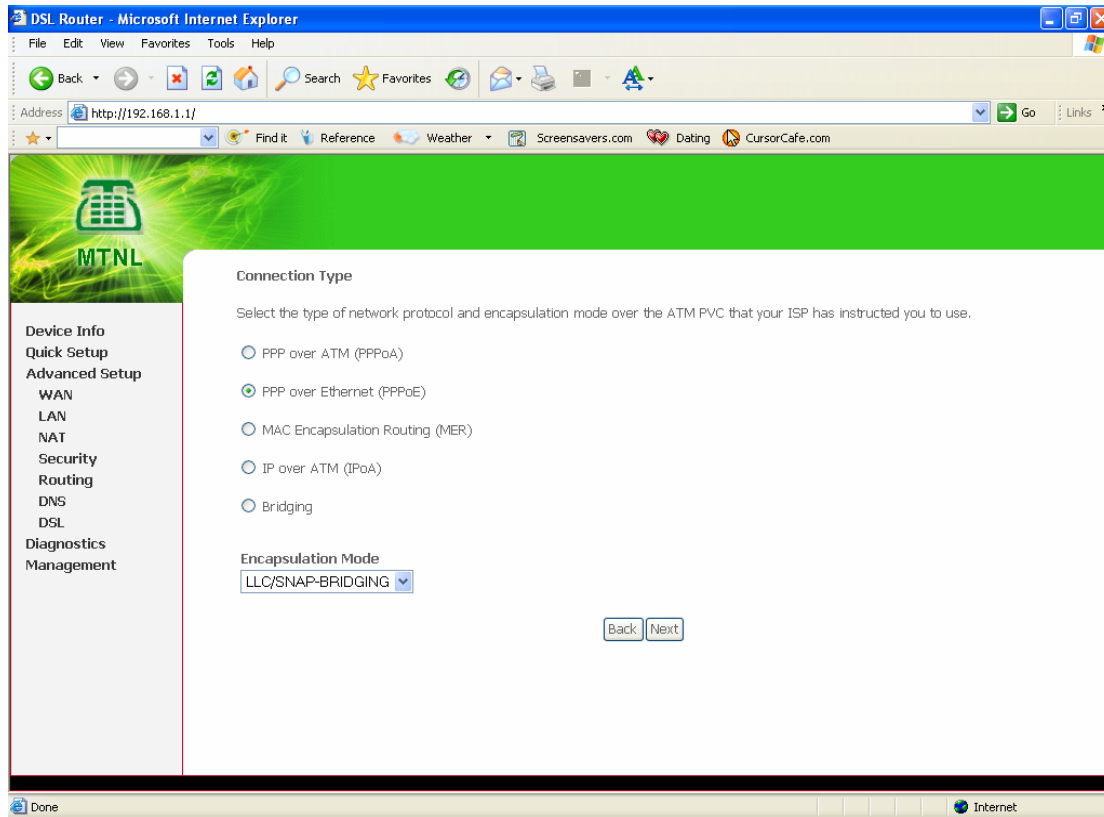 DSL Router - Microsoft Internet Explorer
File Edit View Favorites Tools Help
Back Search Favorites
Address http://192.168.1.1/ Go Links
Find it Reference Weather Screensavers.com Dating CursorCafe.com
MTNL
Device Info
Quick Setup
Advanced Setup
WAN
LAN
NAT
Security
Routing
DNS
DSL
Diagnostics
Management
Connection Type
Select the type of network protocol and encapsulation mode over the ATM PVC that your ISP has instructed you to use.
PPP over ATM (PPPoA)
PPP over Ethernet (PPPoE)
MAC Encapsulation Routing (MER)
IP over ATM (IPoA)
Bridging
Encapsulation Mode
LLC/SNAP-BRIDGING
Back Next
Done Internet